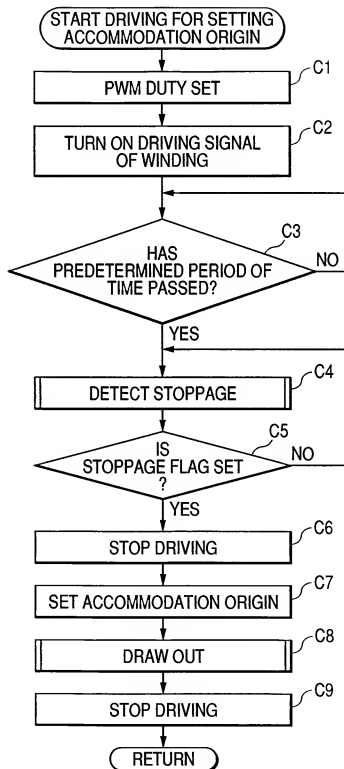 START DRIVING FOR SETTING
ACCOMMODATION ORIGIN
C1
PWM DUTY SET
C2
TURN ON DRIVING SIGNAL
OF WINDING
C3
HAS
PREDETERMINED PERIOD OF
TIME PASSED?
NO
YES
C4
DETECT STOPPAGE
C5
IS
STOPPAGE FLAG SET
?
NO
YES
C6
STOP DRIVING
C7
SET ACCOMMODATION ORIGIN
C8
DRAW OUT
C9
STOP DRIVING
RETURN